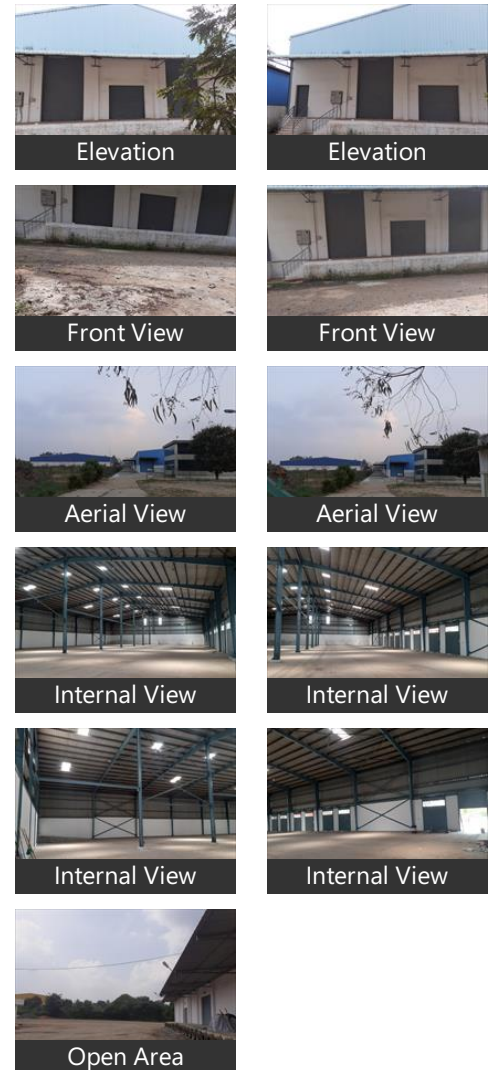 Elevation
Elevation
Front View
Front View
Aerial View
Aerial View
Internal View
Internal View
Internal View
Internal View
Open Area